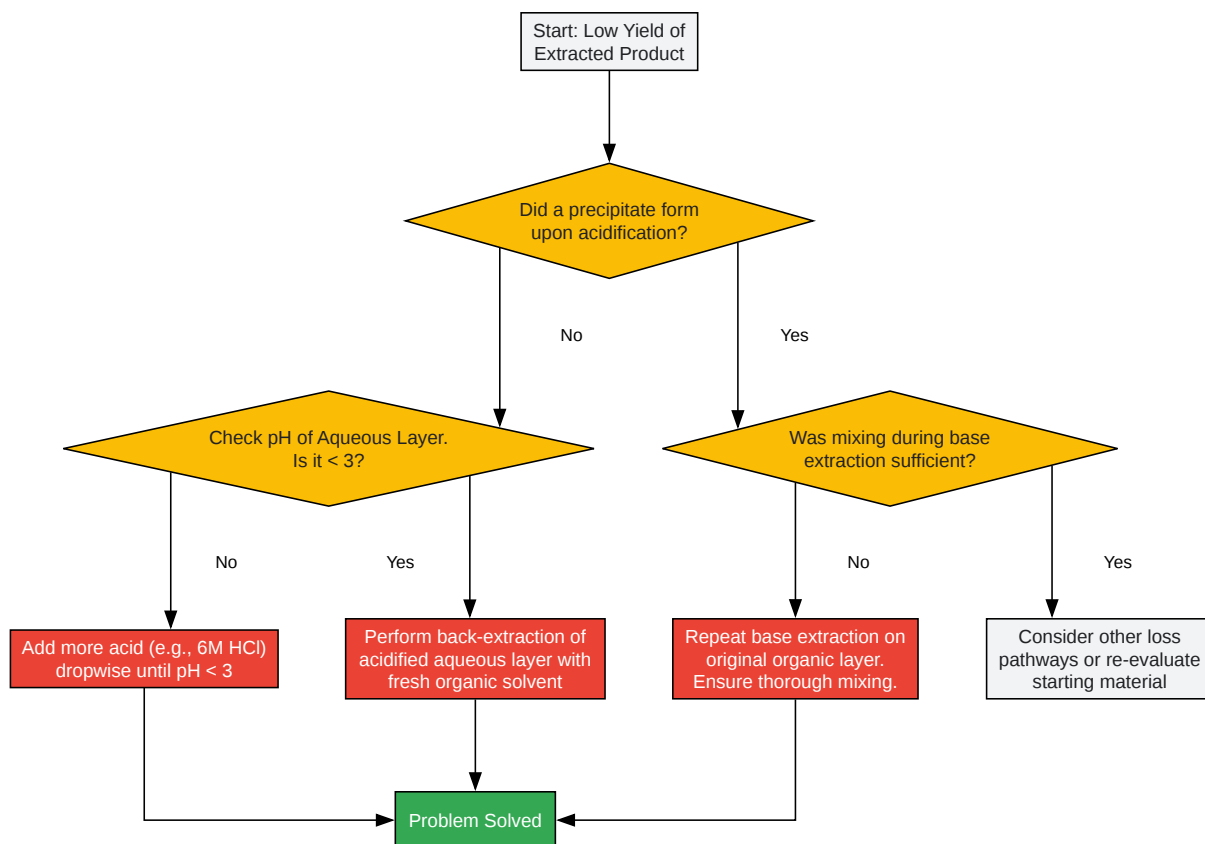 Start: Low Yield of
Extracted Product
Did a precipitate form
upon acidification?
No
Yes
Check pH of Aqueous Layer.
Is it < 3?
Was mixing during base
extraction sufficient?
No
Yes
No
Yes
Add more acid (e.g., 6M HCl)
dropwise until pH < 3
Perform back-extraction of
acidified aqueous layer with
fresh organic solvent
Repeat base extraction on
original organic layer.
Ensure thorough mixing.
Consider other loss
pathways or re-evaluate
starting material
Problem Solved